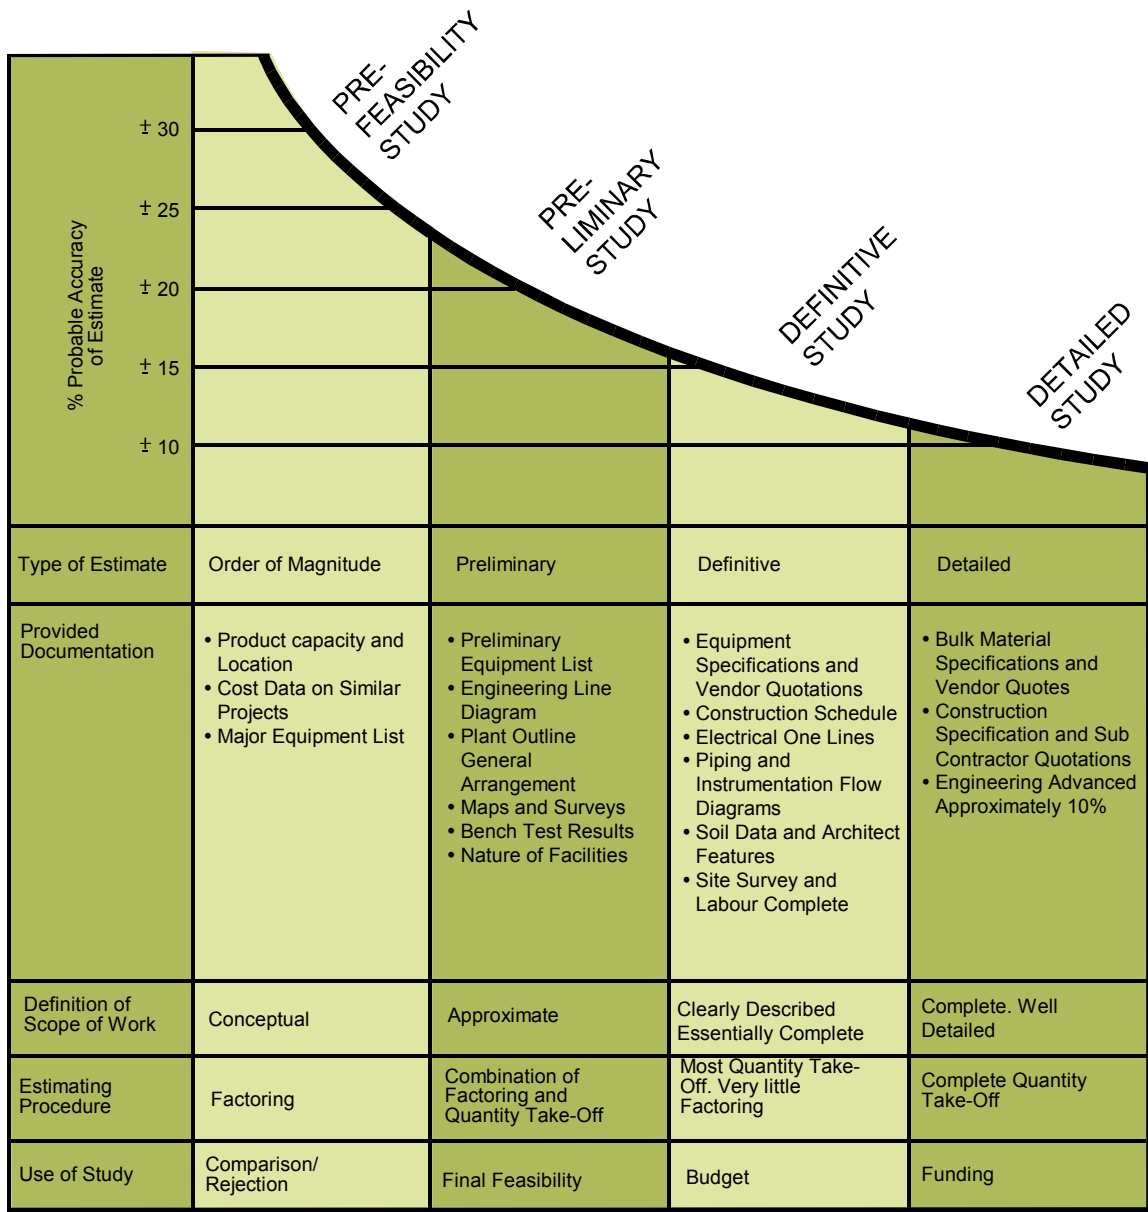 PRE-
FEASIBILITY
STUDY
PRE-
LIMINARY
STUDY
DEFINITIVE
STUDY
DETAILED
STUDY
% Probable Accuracy
of Estimate
± 30
± 25
± 20
± 15
± 10
Type of Estimate
Order of Magnitude
Preliminary
Definitive
Detailed
Provided
Documentation
• Product capacity and
Location
• Cost Data on Similar
Projects
• Major Equipment List
• Preliminary
Equipment List
• Engineering Line
Diagram
• Plant Outline
General
Arrangement
• Maps and Surveys
• Bench Test Results
• Nature of Facilities
• Equipment
Specifications and
Vendor Quotations
• Construction Schedule
• Electrical One Lines
• Piping and
Instrumentation Flow
Diagrams
• Soil Data and Architect
Features
• Site Survey and
Labour Complete
• Bulk Material
Specifications and
Vendor Quotes
• Construction
Specification and Sub
Contractor Quotations
• Engineering Advanced
Approximately 10%
Definition of
Scope of Work
Conceptual
Approximate
Clearly Described
Essentially Complete
Complete. Well
Detailed
Estimating
Procedure
Factoring
Combination of
Factoring and
Quantity Take-Off
Most Quantity Take-
Off. Very little
Factoring
Complete Quantity
Take-Off
Use of Study
Comparison/
Rejection
Final Feasibility
Budget
Funding